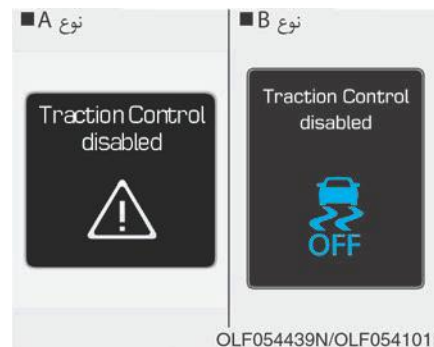 ■ A نوع
■ B نوع
Traction Control
disabled
Traction Control
disabled
OFF
OLF054439N/OLF054101